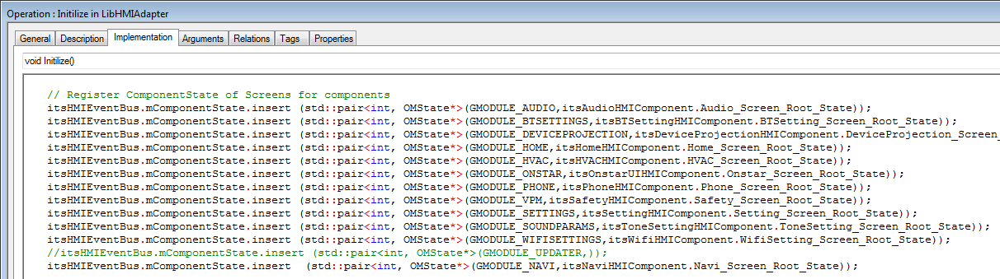 Operation : Initilize in LibHMIAdapter
General Description Implementation Arguments Relations Tags Properties
void Initilize()
// Register ComponentState of Screens for components
itsHMIEventBus.mComponentState.insert (std::pair<int, OMState*>(GMODULE_AUDIO,itsAudioHMIComponent.Audio_Screen_Root_State));
itsHMIEventBus.mComponentState.insert (std::pair<int, OMState*>(GMODULE_BTSETTINGS,itsBTSettingHMIComponent.BTSetting_Screen_Root_State));
itsHMIEventBus.mComponentState.insert (std::pair<int, OMState*>(GMODULE_DEVICEPROJECTION,itsDeviceProjectionHMIComponent.DeviceProjection_Screen_
itsHMIEventBus.mComponentState.insert (std::pair<int, OMState*>(GMODULE_HOME,itsHomeHMIComponent.Home_Screen_Root_State));
itsHMIEventBus.mComponentState.insert (std::pair<int, OMState*>(GMODULE_HVAC,itsHVACHMIComponent.HVAC_Screen_Root_State));
itsHMIEventBus.mComponentState.insert (std::pair<int, OMState*>(GMODULE_ONSTAR,itsOnstarUIHMIComponent.Onstar_Screen_Root_State));
itsHMIEventBus.mComponentState.insert (std::pair<int, OMState*>(GMODULE_PHONE,itsPhoneHMIComponent.Phone_Screen_Root_State));
itsHMIEventBus.mComponentState.insert (std::pair<int, OMState*>(GMODULE_VPM,itsSafetyHMIComponent.Safety_Screen_Root_State));
itsHMIEventBus.mComponentState.insert (std::pair<int, OMState*>(GMODULE_SETTINGS,itsSettingHMIComponent.Setting_Screen_Root_State));
itsHMIEventBus.mComponentState.insert (std::pair<int, OMState*>(GMODULE_SOUNDPARAMS,itsToneSettingHMIComponent.ToneSetting_Screen_Root_State));
itsHMIEventBus.mComponentState.insert (std::pair<int, OMState*>(GMODULE_WIFISETTINGS,itsWifiHMIComponent.WifiSetting_Screen_Root_State));
//itsHMIEventBus.mComponentState.insert (std::pair<int, OMState*>(GMODULE_UPDATER,));
itsHMIEventBus.mComponentState.insert  (std::pair<int, OMState*>(GMODULE_NAVI,itsNaviHMIComponent.Navi_Screen_Root_State));